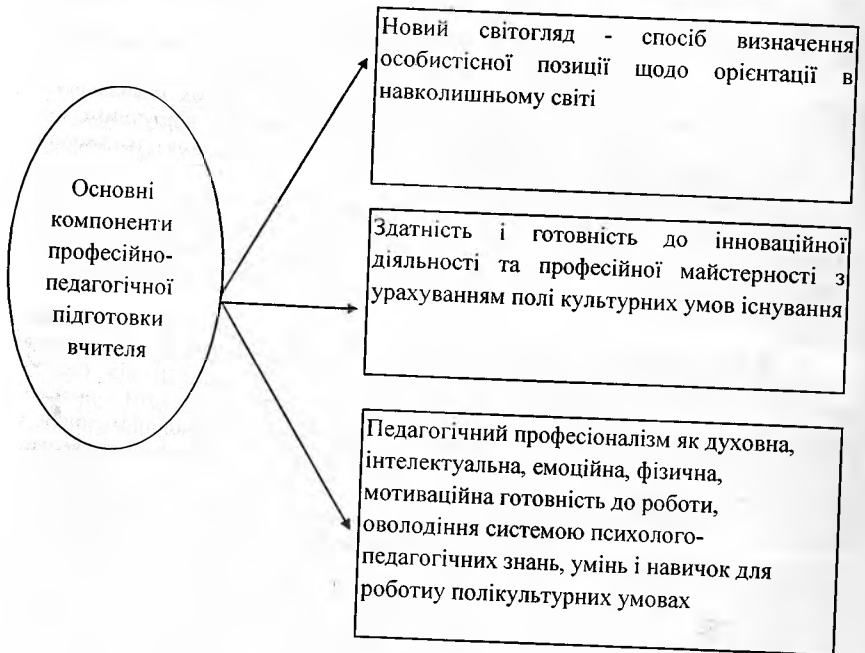 Основні
компоненти
професійно-
педагогічної
підготовки
вчителя
Новий світогляд - спосіб визначення
особистісної позиції щодо орієнтації в
навколишньому світі
Здатність і готовність до інноваційної
діяльності та професійної майстерності з
урахуванням полі культурних умов існування
Педагогічний професіоналізм як духовна,
інтелектуальна, емоційна, фізична,
мотиваційна готовність до роботи,
оволодіння системою психолого-
педагогічних знань, умінь і навичок для
роботиу полікультурних умовах